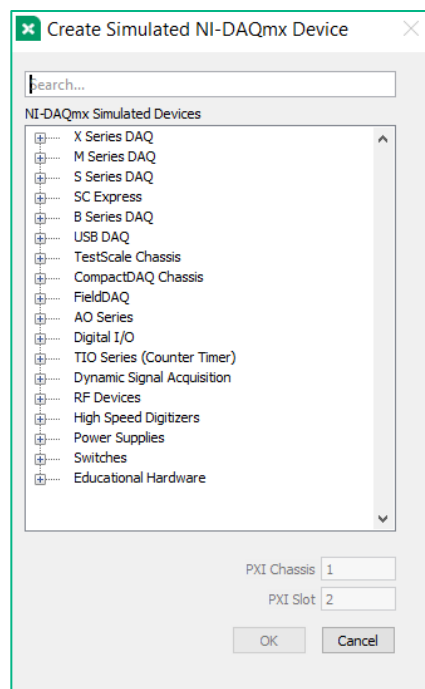 Create Simulated NI-DAQmx Device
Search...
NI-DAQmx Simulated Devices
X Series DAQ
M Series DAQ
S Series DAQ
SC Express
B Series DAQ
USB DAQ
TestScale Chassis
CompactDAQ Chassis
FieldDAQ
AO Series
Digital I/O
TIO Series (Counter Timer)
Dynamic Signal Acquisition
RF Devices
High Speed Digitizers
Power Supplies
Switches
Educational Hardware
PXI Chassis 1
PXI Slot 2
OK Cancel